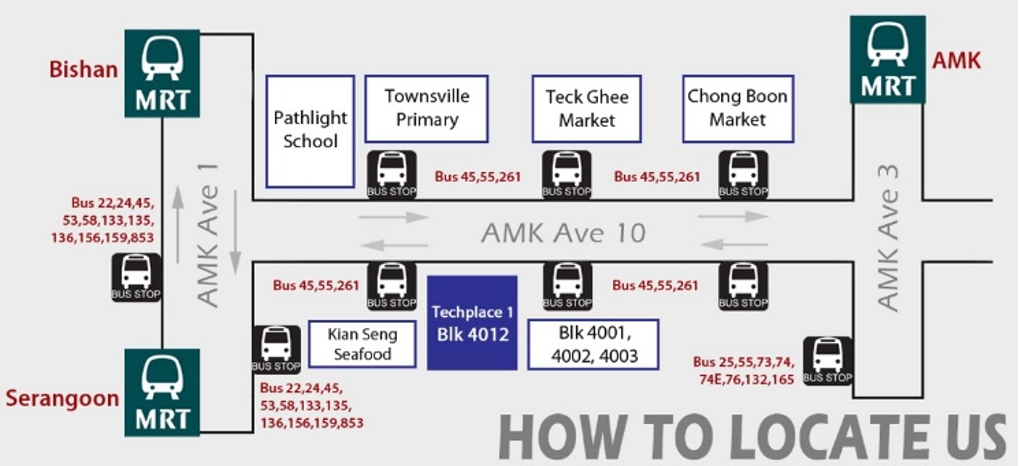 Bishan
MRT
AMK
MRT
Pathlight
School
Townsville
Primary
Teck Ghee
Market
Chong Boon
Market
BUS STOP
Bus 45,55,261
BUS STOP
Bus 45,55,261
BUS STOP
Bus 22,24,45,
53,58,133,135,
136,156,159,853
BUS STOP
AMK Ave 1
AMK Ave 10
AMK Ave 3
Bus 45,55,261
BUS STOP
Techplace 1
Blk 4012
BUS STOP
Bus 45,55,261
BUS STOP
Kian Seng
Seafood
Blk 4001,
4002, 4003
BUS STOP
Bus 22,24,45,
53,58,133,135,
136,156,159,853
Bus 25,55,73,74,
74E,76,132,165
BUS STOP
Serangoon
MRT
HOW TO LOCATE US